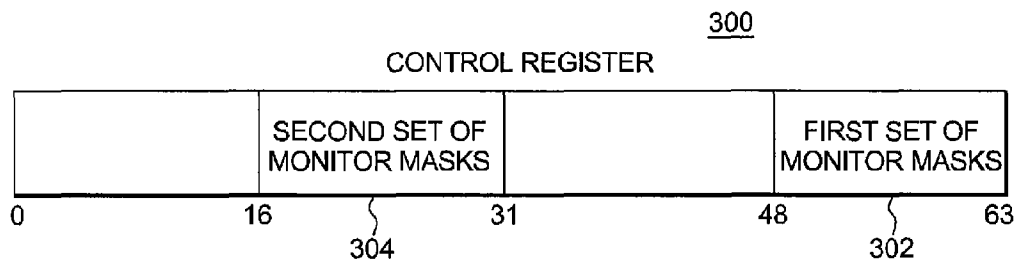 300
CONTROL REGISTER
SECOND SET OF
MONITOR MASKS
FIRST SET OF
MONITOR MASKS
0 16 31 48 63
304 302